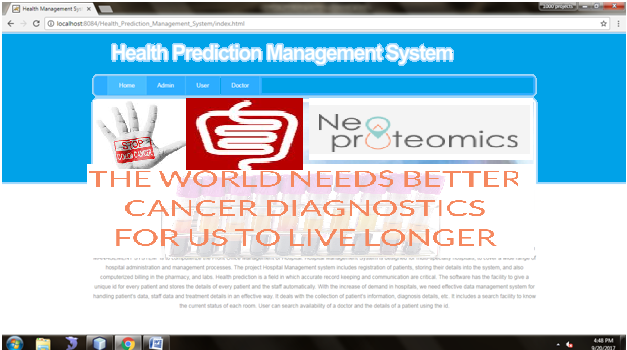 Health Management Sys
1000 projects
localhost:8084/Health_Prediction_Management_System/index.html
Health Prediction Management System
Home Admin User Doctor
STOP
Neo
proteomics
THE WORLD NEEDS BETTER
CANCER DIAGNOSTICS
FOR US TO LIVE LONGER
hospital administration and management processes. The project Hospital Management system includes registration of patients, storing their details into the system, and also
computerized billing in the pharmacy, and labs. Health prediction is a field in which accurate record keeping and communication are critical. The software has the facility to give a
unique id for every patient and stores the details of every patient and the staff automatically. With the increase of demand in hospitals, we need effective data management system for
handling patient's data, staff data and treatment details in an effective way. It deals with the collection of patient's information, diagnosis details, etc. It includes a search facility to know
the current status of each room. User can search availability of a doctor and the details of a patient using the id.
4:48 PM
9/20/2017